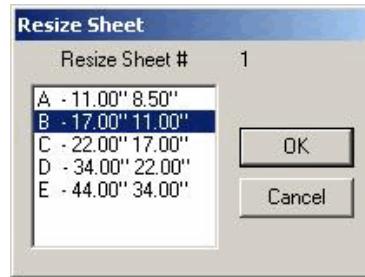 Resize Sheet
Resize Sheet # 1
A - 11.00" 8.50"
B - 17.00" 11.00"
C - 22.00" 17.00"
D - 34.00" 22.00"
E - 44.00" 34.00"
OK
Cancel